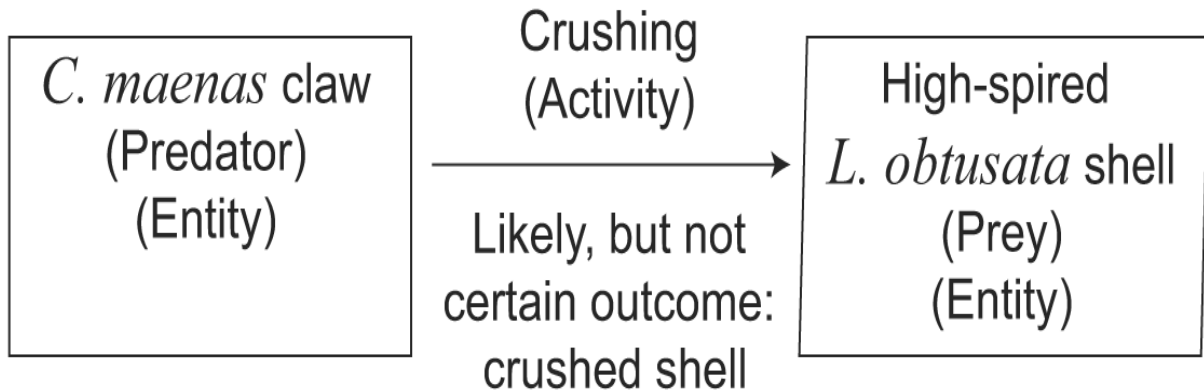 C. maenas claw
(Predator)
(Entity)
Crushing
(Activity)
Likely, but not
certain outcome:
crushed shell
High-spired
L. obtusata shell
(Prey)
(Entity)